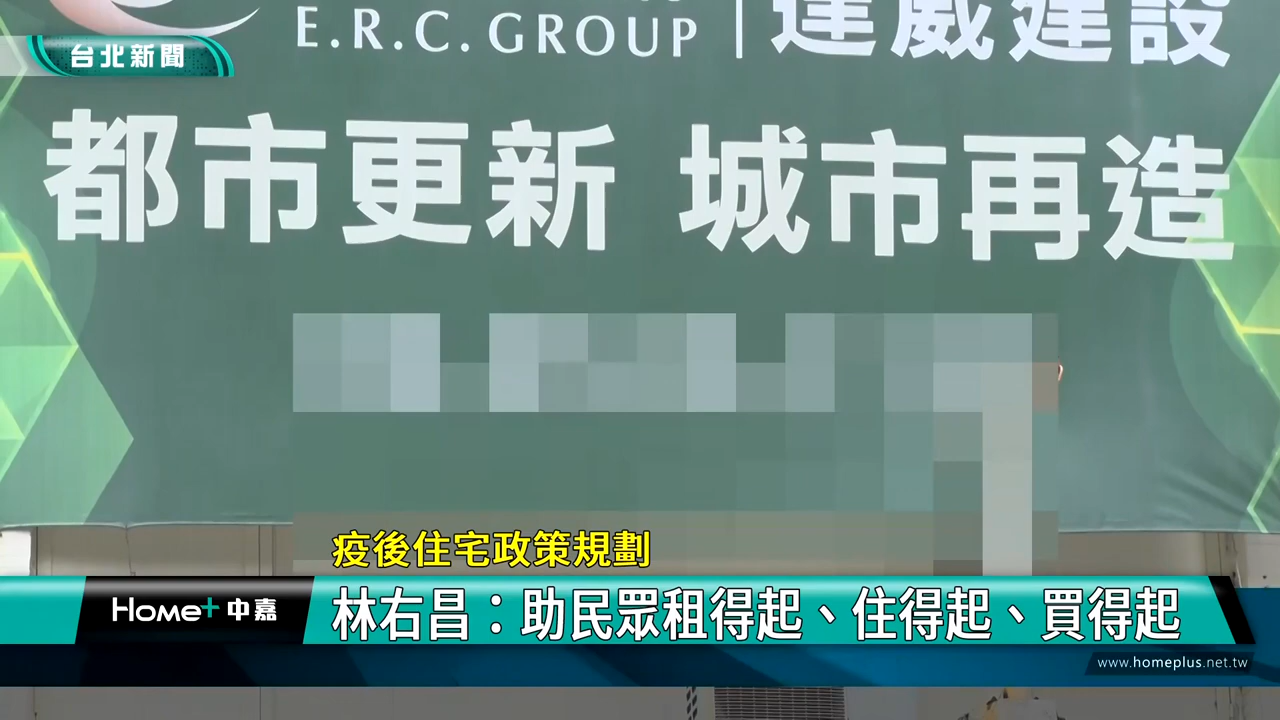 E.R.C. GROUP 達威建設
台北新聞
都市更新 城市再造
疫後住宅政策規劃
Home+中嘉
林右昌：助民眾租得起、住得起、買得起
www.homeplus.net.tw